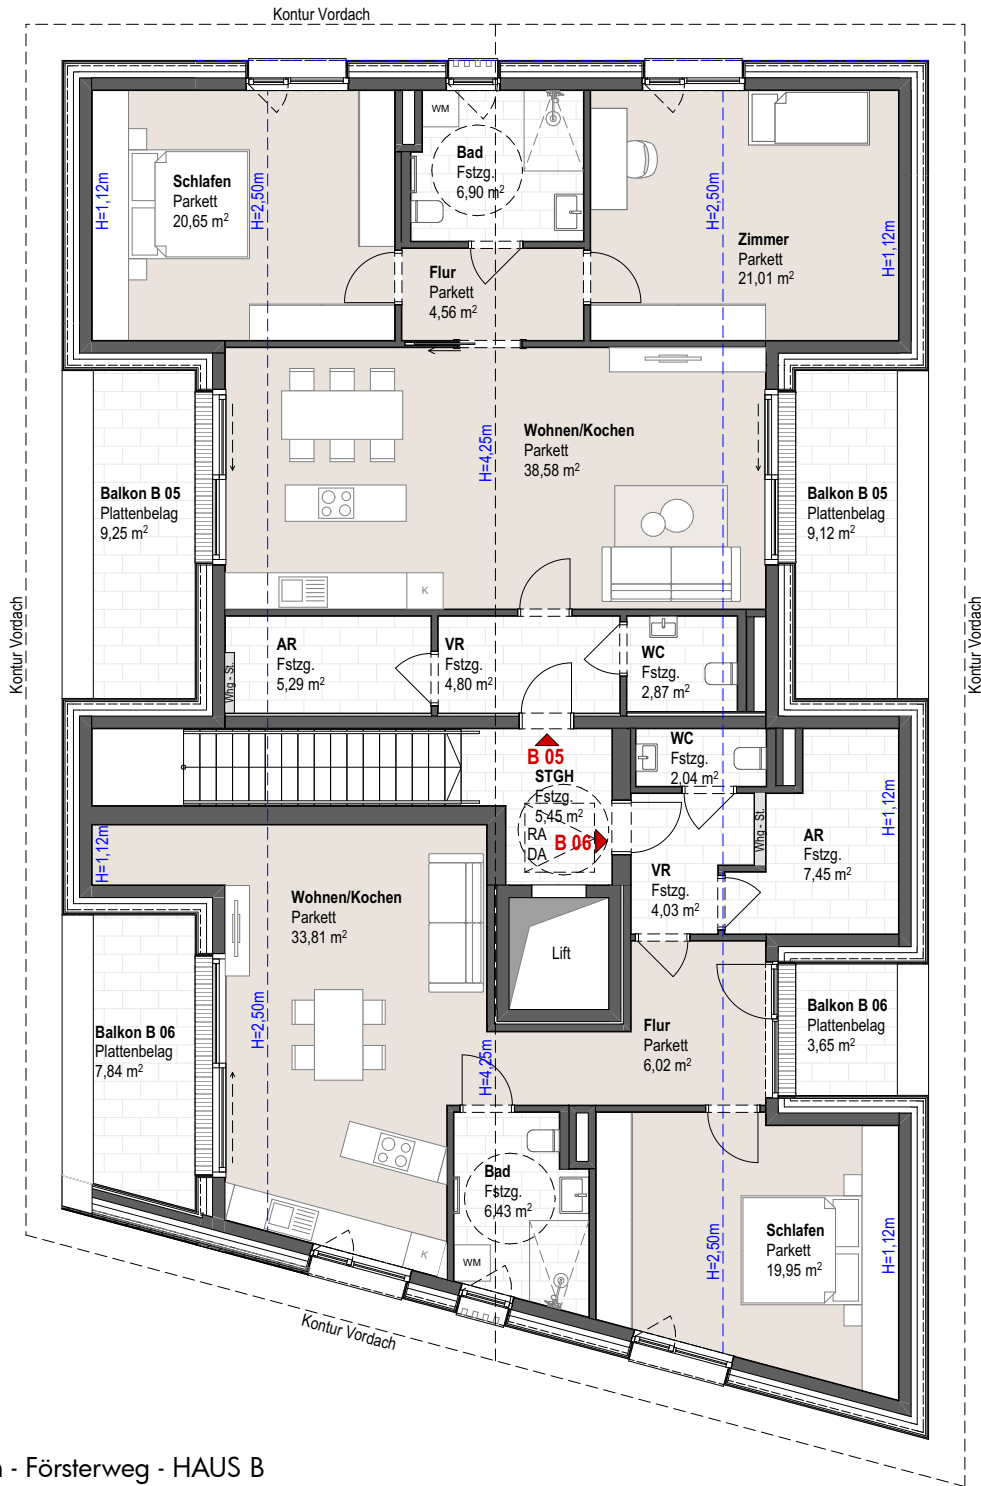 Kontur Vordach
WM
Bad
Fstzg.
6,90 m²
Schlafen
Parkett
20,65 m²
H=1,12m
H=2,50m
H=2,50m
H=1,12m
Zimmer
Parkett
21,01 m²
Flur
Parkett
4,56 m²
Wohnen/Kochen
Parkett
38,58 m²
H=4,25m
Balkon B 05
Plattenbelag
9,25 m²
Balkon B 05
Plattenbelag
9,12 m²
K
Kontur Vordach
Kontur Vordach
AR
Fstzg.
5,29 m²
Whg - St.
VR
Fstzg.
4,80 m²
WC
Fstzg.
2,87 m²
B 05
STGH
Fstzg.
5,45 m²
RA
DA
B 06
WC
Fstzg.
2,04 m²
Whg - St.
H=1,12m
H=1,12m
AR
Fstzg.
7,45 m²
VR
Fstzg.
4,03 m²
Wohnen/Kochen
Parkett
33,81 m²
Lift
H=2,50m
H=4,25m
Balkon B 06
Plattenbelag
7,84 m²
Flur
Parkett
6,02 m²
Balkon B 06
Plattenbelag
3,65 m²
Bad
Fstzg.
6,43 m²
WM
K
H=2,50m
Schlafen
Parkett
19,95 m²
H=1,12m
Kontur Vordach
- Försterweg - HAUS B